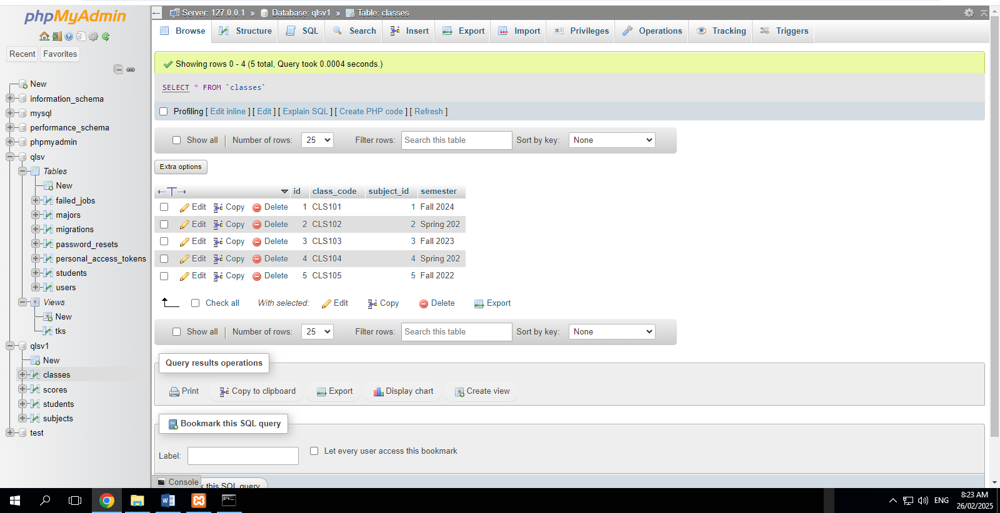 phpMyAdmin
Recent Favorites
New
information_schema
mysql
performance_schema
phpmyadmin
qlsv
Tables
New
failed_jobs
majors
migrations
password_resets
personal_access_tokens
students
users
Views
New
tks
qlsv1
New
classes
scores
students
subjects
test
Server: 127.0.0.1 » Database: qlsv1 » Table: classes
Browse Structure SQL Search Insert Export Import Privileges Operations Tracking Triggers
Showing rows 0 - 4 (5 total, Query took 0.0004 seconds.)
SELECT * FROM `classes`
Profiling [ Edit inline ] [ Edit ] [ Explain SQL ] [ Create PHP code ] [ Refresh ]
Show all Number of rows: 25 Filter rows: Search this table Sort by key: None
Extra options
id class_code subject_id semester
Edit Copy Delete 1 CLS101 1 Fall 2024
Edit Copy Delete 2 CLS102 2 Spring 202
Edit Copy Delete 3 CLS103 3 Fall 2023
Edit Copy Delete 4 CLS104 4 Spring 202
Edit Copy Delete 5 CLS105 5 Fall 2022
Check all With selected: Edit Copy Delete Export
Show all Number of rows: 25 Filter rows: Search this table Sort by key: None
Query results operations
Print Copy to clipboard Export Display chart Create view
Bookmark this SQL query
Label: Let every user access this bookmark
Console this SQL query
ENG
8:23 AM
26/02/2025